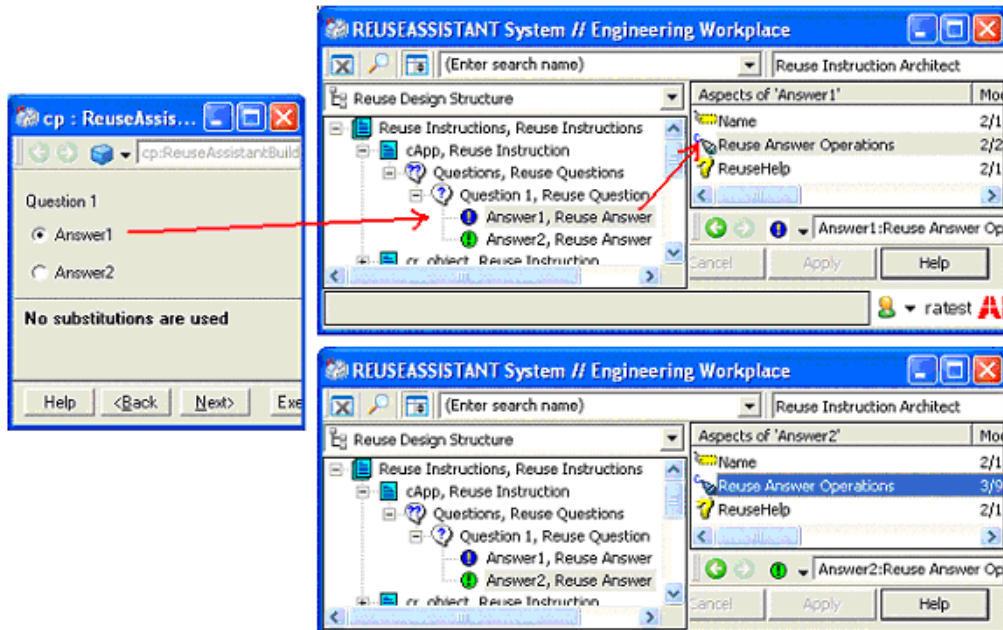 cp : ReuseAssis...
cp:ReuseAssistantBuild
Question 1
Answer1
Answer2
No substitutions are used
Help <Back Next> Exe
REUSEASSISTANT System // Engineering Workplace
(Enter search name) Reuse Instruction Architect
Reuse Design Structure
Reuse Instructions, Reuse Instructions
cApp, Reuse Instruction
Questions, Reuse Questions
Question 1, Reuse Question
Answer1, Reuse Answer
Answer2, Reuse Answer
cr_object, Reuse Instruction
Aspects of 'Answer1' Mod
Name 2/1
Reuse Answer Operations 2/2
ReuseHelp 2/1
Answer1:Reuse Answer Op
Cancel Apply Help
ratest
REUSEASSISTANT System // Engineering Workplace
(Enter search name) Reuse Instruction Architect
Reuse Design Structure
Reuse Instructions, Reuse Instructions
cApp, Reuse Instruction
Questions, Reuse Questions
Question 1, Reuse Question
Answer1, Reuse Answer
Answer2, Reuse Answer
cr_object, Reuse Instruction
Aspects of 'Answer2' Mod
Name 2/1
Reuse Answer Operations 3/9
ReuseHelp 2/1
Answer2:Reuse Answer Op
Cancel Apply Help